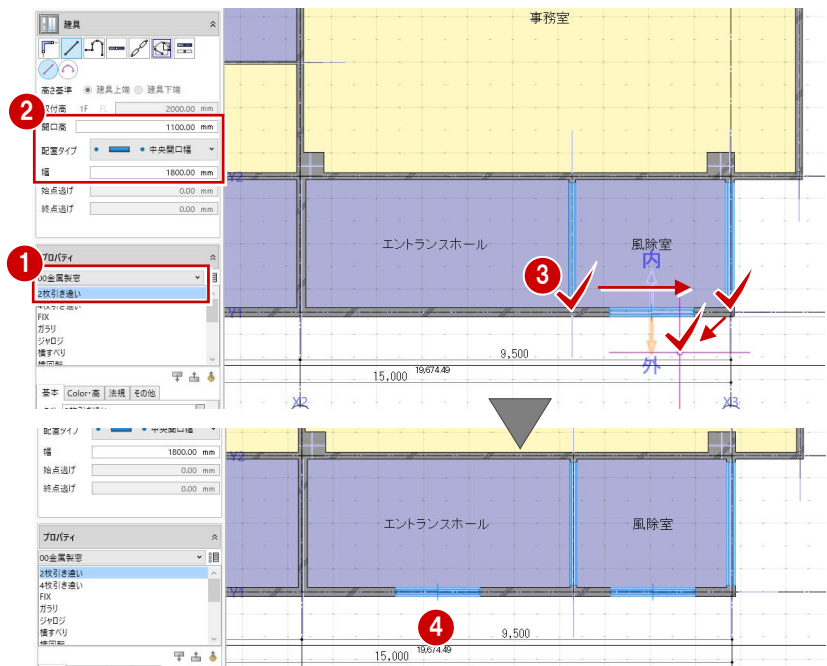 建具
事務室
高さ基準 建具上端 建具下端
2
取付高 1F FL 2000.00 mm
開口高 1100.00 mm
配置タイプ 中央開口幅
幅 1800.00 mm
Y2
始点逃げ 0.00 mm
終点逃げ 0.00 mm
エントランスホール
風除室
内
1
プロパティ
3
00金属製窓
2枚引き違い
4枚引き違い
FIX
ガラリ
ジャロジ
横すべり
横回転
Y1
外
9,500
19,674.49
15,000
基本 Color・高 法規 その他
X2
X3
配置タイプ 中央開口幅
幅 1800.00 mm
Y2
始点逃げ 0.00 mm
終点逃げ 0.00 mm
エントランスホール
風除室
プロパティ
00金属製窓
2枚引き違い
4枚引き違い
FIX
ガラリ
ジャロジ
横すべり
横回転
Y1
4
9,500
19,674.49
15,000